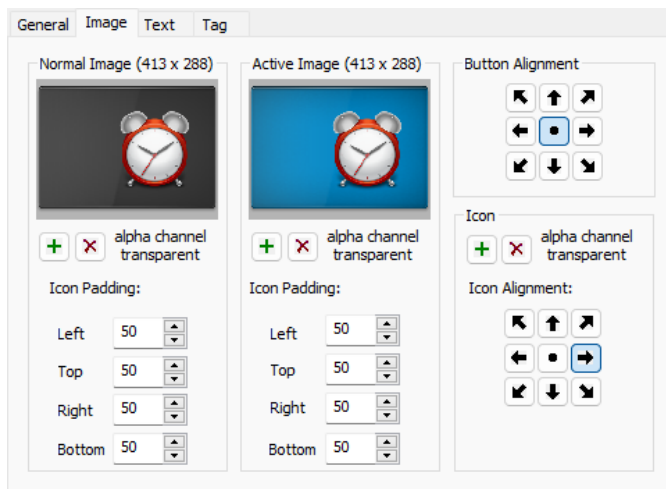 General Image Text Tag
Normal Image (413 x 288)
alpha channel
transparent
Icon Padding:
Left 50
Top 50
Right 50
Bottom 50
Active Image (413 x 288)
alpha channel
transparent
Icon Padding:
Left 50
Top 50
Right 50
Bottom 50
Button Alignment
Icon
alpha channel
transparent
Icon Alignment: